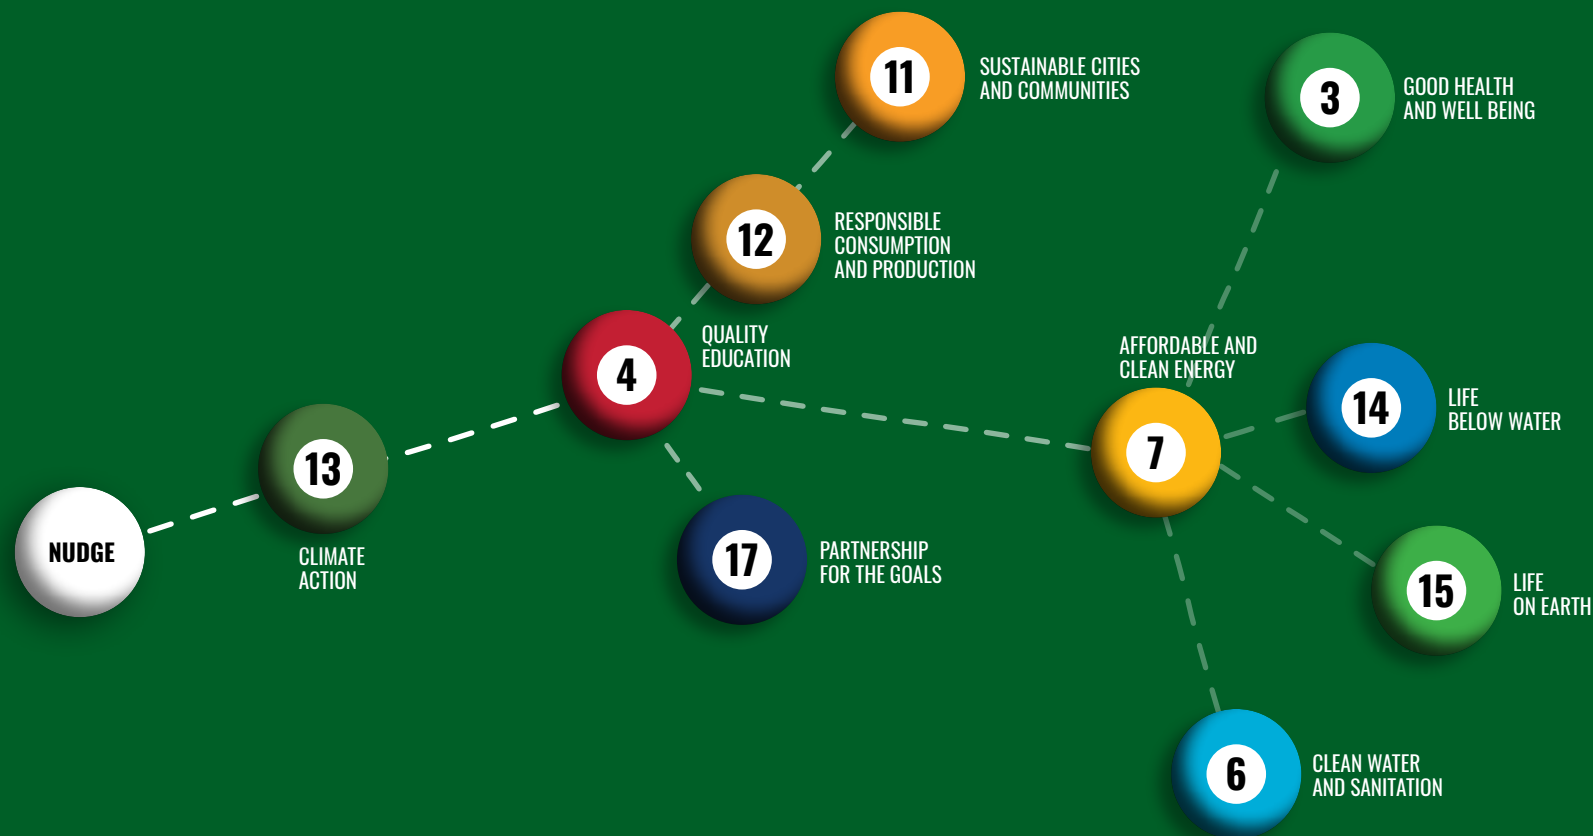 11
SUSTAINABLE CITIES
AND COMMUNITIES
3
GOOD HEALTH
AND WELL BEING
12
RESPONSIBLE
CONSUMPTION
AND PRODUCTION
4
QUALITY
EDUCATION
AFFORDABLE AND
CLEAN ENERGY
7
14
LIFE
BELOW WATER
13
CLIMATE
ACTION
NUDGE
17
PARTNERSHIP
FOR THE GOALS
15
LIFE
ON EARTH
6
CLEAN WATER
AND SANITATION